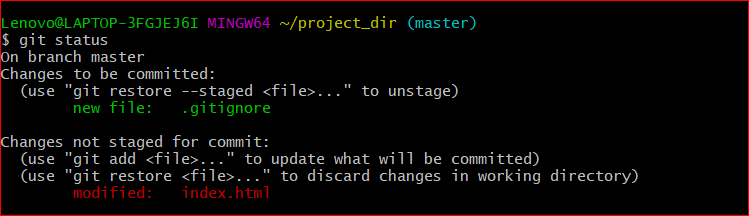 Lenovo@LAPTOP-3FGJEJ6I MINGW64 ~/project_dir (master)
$ git status
On branch master
Changes to be committed:
  (use "git restore --staged <file>..." to unstage)
        new file:   .gitignore

Changes not staged for commit:
  (use "git add <file>..." to update what will be committed)
  (use "git restore <file>..." to discard changes in working directory)
        modified:   index.html